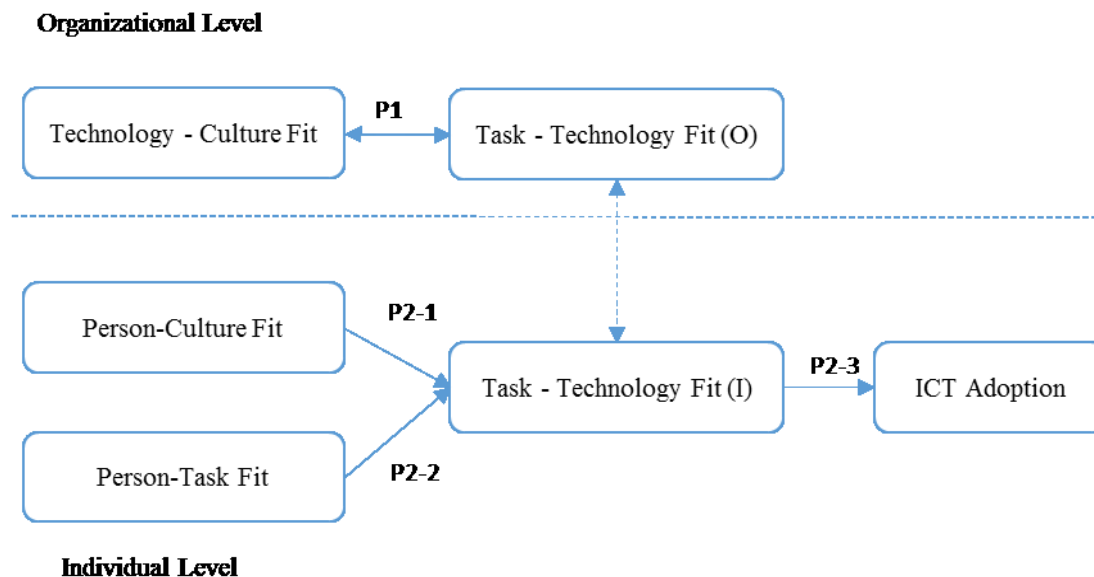 Organizational Level
Technology - Culture Fit
P1
Task - Technology Fit (O)
Person-Culture Fit
P2-1
Task - Technology Fit (I)
P2-3
ICT Adoption
Person-Task Fit
P2-2
Individual Level